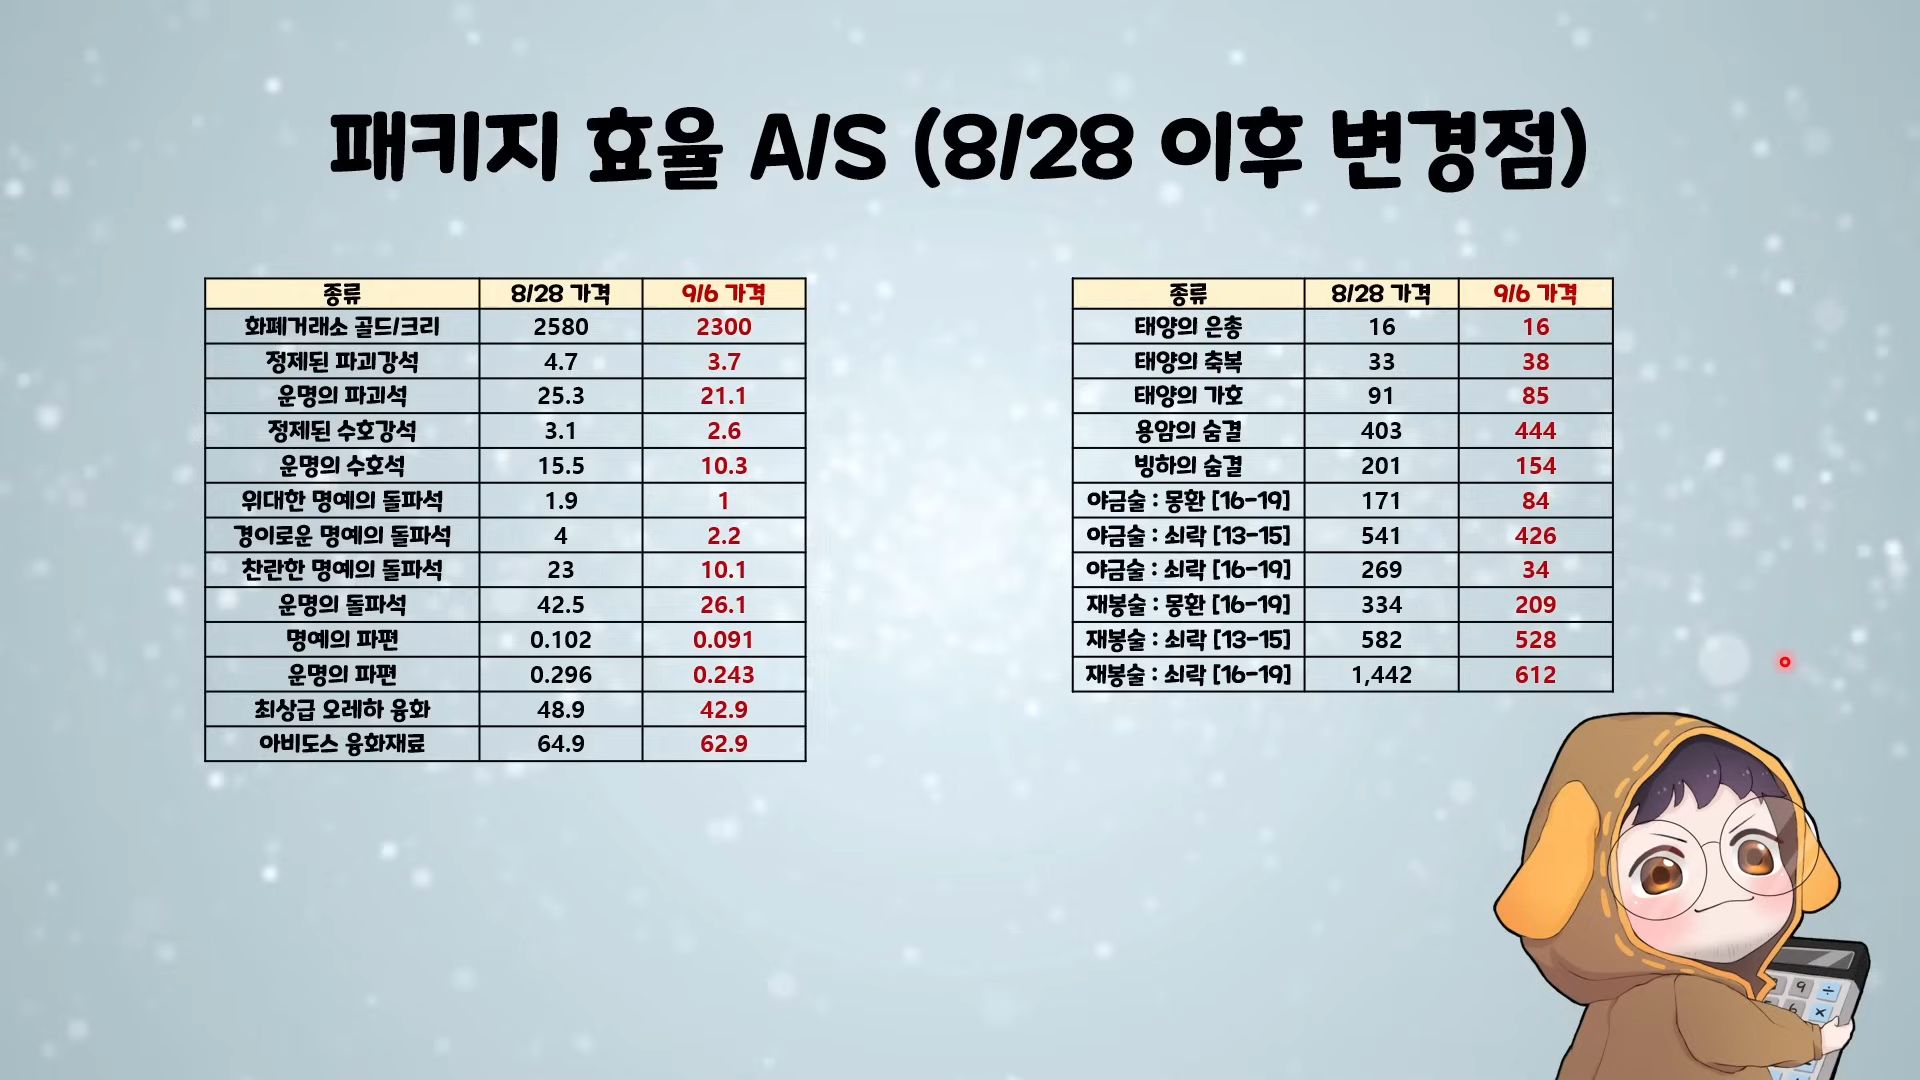 패키지 효율 A/S (8/28 이후 변경점)
종류 8/28 가격 9/6 가격
화폐거래소 골드/크리 2580 2300
정제된 파괴강석 4.7 3.7
운명의 파괴석 25.3 21.1
정제된 수호강석 3.1 2.6
운명의 수호석 15.5 10.3
위대한 명예의 돌파석 1.9 1
경이로운 명예의 돌파석 4 2.2
찬란한 명예의 돌파석 23 10.1
운명의 돌파석 42.5 26.1
명예의 파편 0.102 0.091
운명의 파편 0.296 0.243
최상급 오레하 융화 48.9 42.9
아비도스 융화재료 64.9 62.9
종류 8/28 가격 9/6 가격
태양의 은총 16 16
태양의 축복 33 38
태양의 가호 91 85
용암의 숨결 403 444
빙하의 숨결 201 154
야금술 : 몽환 [16-19] 171 84
야금술 : 쇠락 [13-15] 541 426
야금술 : 쇠락 [16-19] 269 34
재봉술 : 몽환 [16-19] 334 209
재봉술 : 쇠락 [13-15] 582 528
재봉술 : 쇠락 [16-19] 1,442 612
9 ÷
6 ×